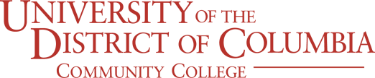 UNIVERSITY OF THE
DISTRICT OF COLUMBIA
COMMUNITY COLLEGE